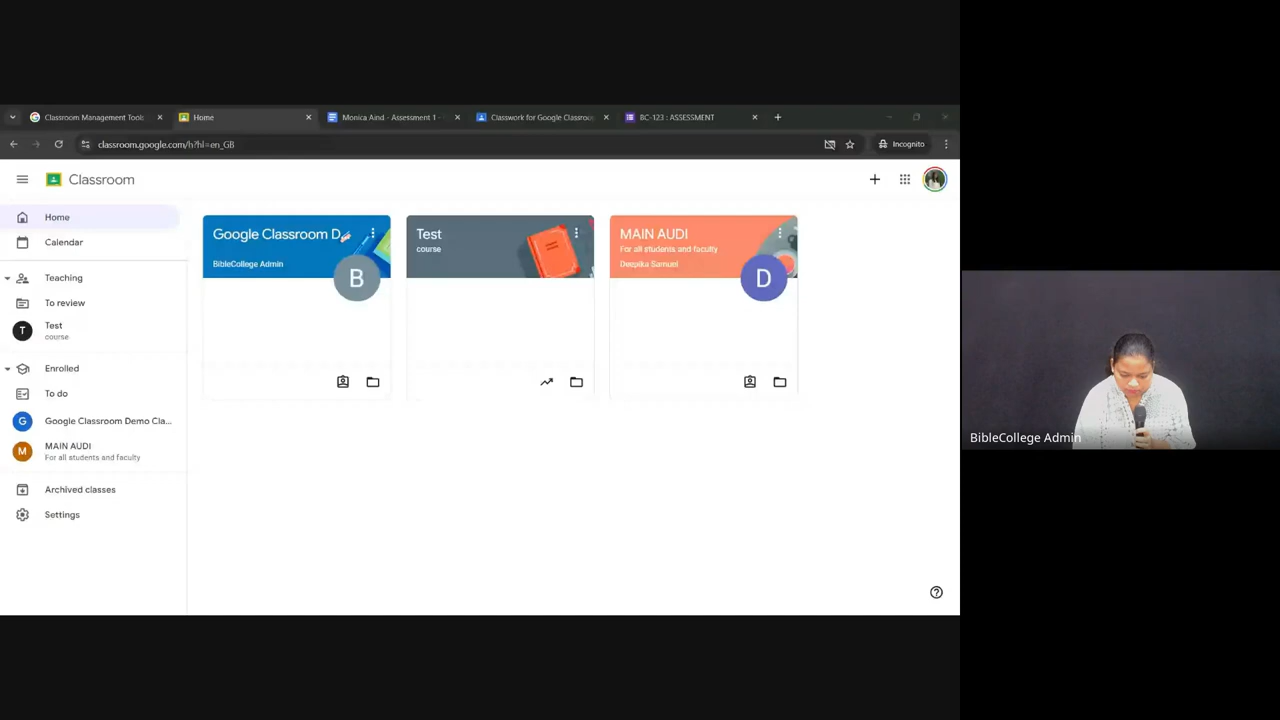 Classroom Management Tools
Home
Monica Aind - Assessment 1 -
Classwork for Google Classroo
BC-123 : ASSESSMENT
classroom.google.com/h?hl=en_GB
Incognito
Classroom
Home
Calendar
Teaching
To review
T
Test
course
Enrolled
To do
G
Google Classroom Demo Cla...
M
MAIN AUDI
For all students and faculty
Archived classes
Settings
Google Classroom D
BibleCollege Admin
B
Test
course
MAIN AUDI
For all students and faculty
Deepika Samuel
D
BibleCollege Admin